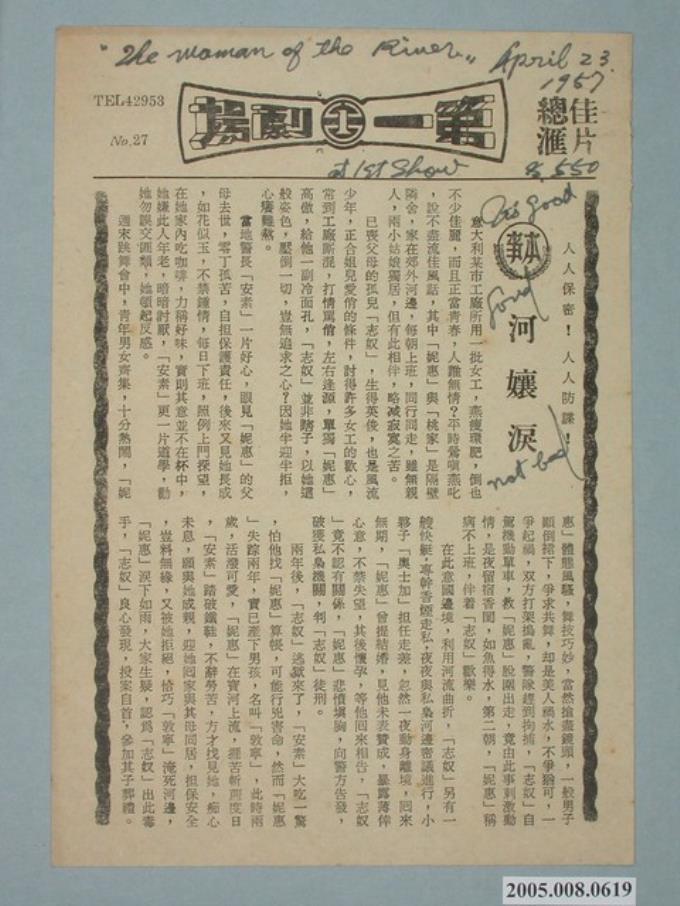 "The Woman of the River" April 23.
1957
TEL42953
No.27
第一劇場
佳片
總滙
at 1st Show
8,550
人人保密！人人防諜！
Its good
本事
Good
河孃淚
not bad
意大利某市工廠所用一批女工，燕瘦環肥，倒也
不少佳麗，而且正當青春，人誰無情？平時鶯嗔燕叱
，說不盡流佳風話，其中「妮惠」與「桃家」是隔壁
隣舍，家在郊外河邊，每朝上班，同行同走，雖無親
人，兩小姑娘獨居，但有此相伴，略减寂寞之苦。
已喪父母的孤兒「志奴」，生得英俊，也是風流
少年，正合姐兒愛俏的條件，討得許多女工的歡心，
常到工廠廝混，打情罵俏，左右逢源，單獨「妮惠」
高傲，給他一副冷面孔，「志奴」並非瞎子，以她這
般姿色，壓倒一切，豈無追求之心？因她半迎半拒，
心癢難熬。
當地警長「安素」一片好心，眼見「妮惠」的父
母去世，零丁孤苦，自担保護責任，後來又見她長成
，如花似玉，不禁鍾情，每日下班，照例上門探望，
在她家內吃咖啡，力稱好味，實則其意並不在杯中，
她嫌此人年老，暗暗討厭，「安素」更一片道學，勸
她勿誤交匪類，她頓起反感。
週末跳舞會中，青年男女齊集，十分熱鬧，「妮
惠」體態風騷，舞技巧妙，當然搶盡鏡頭，一般男子
顛倒裙下，爭求共舞，却是美人禍水，不爭猶可，一
爭起禍，双方打架搗亂，警隊趕到拘捕，「志奴」自
駕機動單車，教「妮惠」脫圍出走，竟由此事刺激動
情，是夜留宿香閨，如魚得水，第二朝，「妮惠」稱
病不上班，伴着「志奴」歡樂。
在此意國邊境，利用河流曲折，「志奴」另有一
艘快艇，專幹香煙走私，夜夜與私梟河邊密議進行，小
夥子「奧士加」担任走差，忽然一夜動身離境，囘來
無期，「妮惠」曾提結婚，見他未表贊成，暴露薄倖
心意，不禁失望，其後懷孕，等他囘來相告，「志奴
」竟不認有關係，「妮惠」悲憤填胸，向警方告發，
破獲私梟機關，判「志奴」徒刑。
兩年後，「志奴」逃獄來了，「安素」大吃一驚
，怕他找「妮惠」算帳，可能行兇害命，然而「妮惠
」失踪兩年，實已產下男孩，名叫「敦寧」，此時兩
歲，活潑可愛，「妮惠」在寶河上流，捱苦斬雨度日
，「安素」踏破鐵鞋，不辭勞苦，方才找見她，痴心
未息，願與她成親，迎她囘家與其母同居，担保安全
，豈料無緣，又被她拒絕，恰巧「敦寧」淹死河邊，
「妮惠」淚下如雨，大家生疑，認爲「志奴」出此毒
手，「志奴」良心發現，投案自首，參加其子葬禮。
2005.008.0619